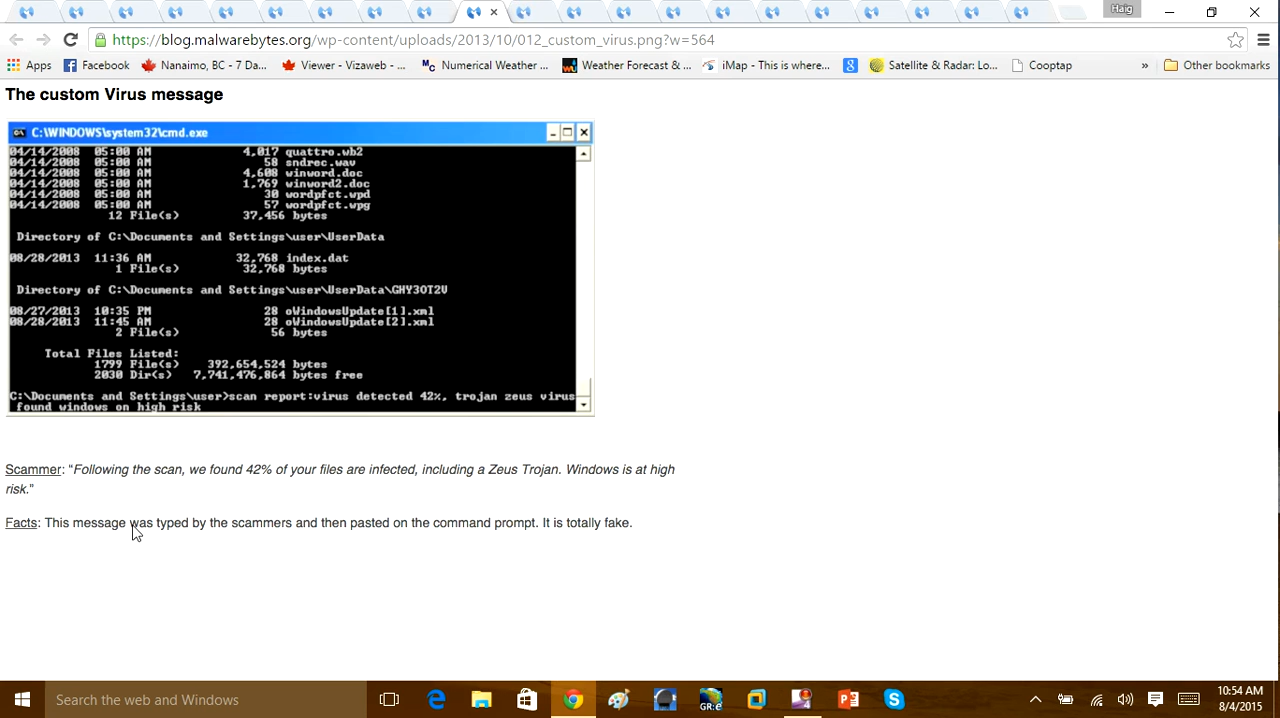 Haig
https://blog.malwarebytes.org/wp-content/uploads/2013/10/012_custom_virus.png?w=564
Apps Facebook Nanaimo, BC - 7 Da... Viewer - Vizaweb - ... Numerical Weather ... Weather Forecast & ... iMap - This is where... Satellite & Radar: Lo... Cooptap » Other bookmarks
The custom Virus message
C:\WINDOWS\system32\cmd.exe
04/14/2008 05:00 AM 4,017 quattro.wb2
04/14/2008 05:00 AM 58 sndrec.wav
04/14/2008 05:00 AM 4,608 winword.doc
04/14/2008 05:00 AM 1,769 winword2.doc
04/14/2008 05:00 AM 30 wordpfct.wpd
04/14/2008 05:00 AM 57 wordpfct.wpg
12 File(s) 37,456 bytes
Directory of C:\Documents and Settings\user\UserData
08/28/2013 11:36 AM 32,768 index.dat
1 File(s) 32,768 bytes
Directory of C:\Documents and Settings\user\UserData\GHY3OT2V
08/27/2013 10:35 PM 28 oWindowsUpdate[1].xml
08/28/2013 11:45 AM 28 oWindowsUpdate[2].xml
2 File(s) 56 bytes
Total Files Listed:
1799 File(s) 392,654,524 bytes
2030 Dir(s) 7,741,476,864 bytes free
C:\Documents and Settings\user>scan report:virus detected 42%, trojan zeus virus
found windows on high risk
Scammer: "Following the scan, we found 42% of your files are infected, including a Zeus Trojan. Windows is at high
risk."
Facts: This message was typed by the scammers and then pasted on the command prompt. It is totally fake.
Search the web and Windows
GR:e
10:54 AM
8/4/2015